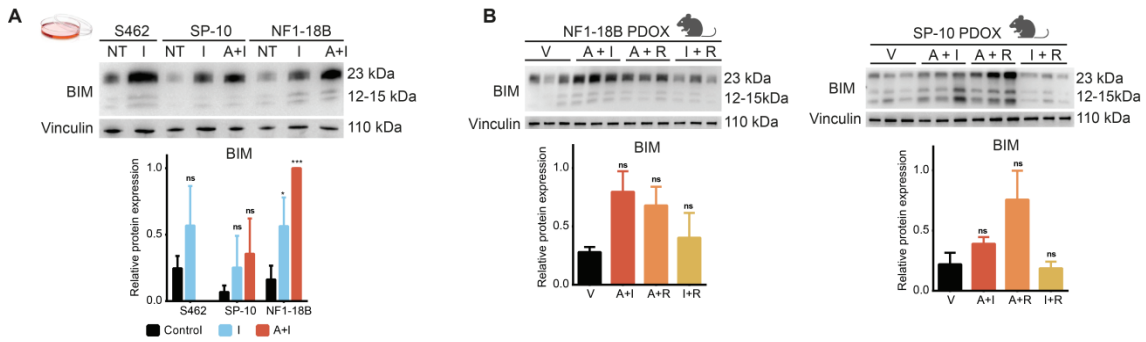 A
S462 SP-10 NF1-18B
NT I NT I A+I NT I A+I
BIM
23 kDa
12-15 kDa
Vinculin
110 kDa
BIM
Relative protein expression
1.0
0.5
0.0
ns
ns
ns
*
***
S462 SP-10 NF1-18B
Control I A+I
B
NF1-18B PDOX
V A + I A + R I + R
BIM
23 kDa
12-15kDa
Vinculin
110 kDa
BIM
Relative protein expression
1.0
0.5
0.0
ns
ns
ns
V A+I A+R I+R
SP-10 PDOX
V A + I A + R I + R
BIM
23 kDa
12-15kDa
Vinculin
110 kDa
BIM
Relative protein expression
1.0
0.5
0.0
ns
ns
ns
V A+I A+R I+R